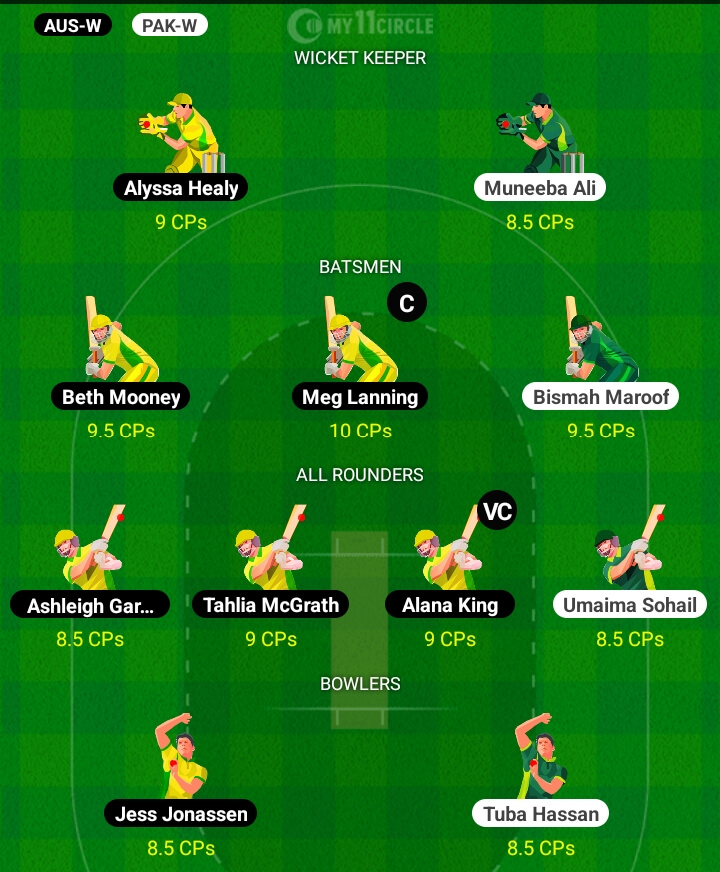 AUS-W PAK-W MY11CIRCLE
WICKET KEEPER
Alyssa Healy Muneeba Ali
9 CPs 8.5 CPs
BATSMEN
C
Beth Mooney Meg Lanning Bismah Maroof
9.5 CPs 10 CPs 9.5 CPs
ALL ROUNDERS
VC
Ashleigh Gar... Tahlia McGrath Alana King Umaima Sohail
8.5 CPs 9 CPs 9 CPs 8.5 CPs
BOWLERS
Jess Jonassen Tuba Hassan
8.5 CPs 8.5 CPs